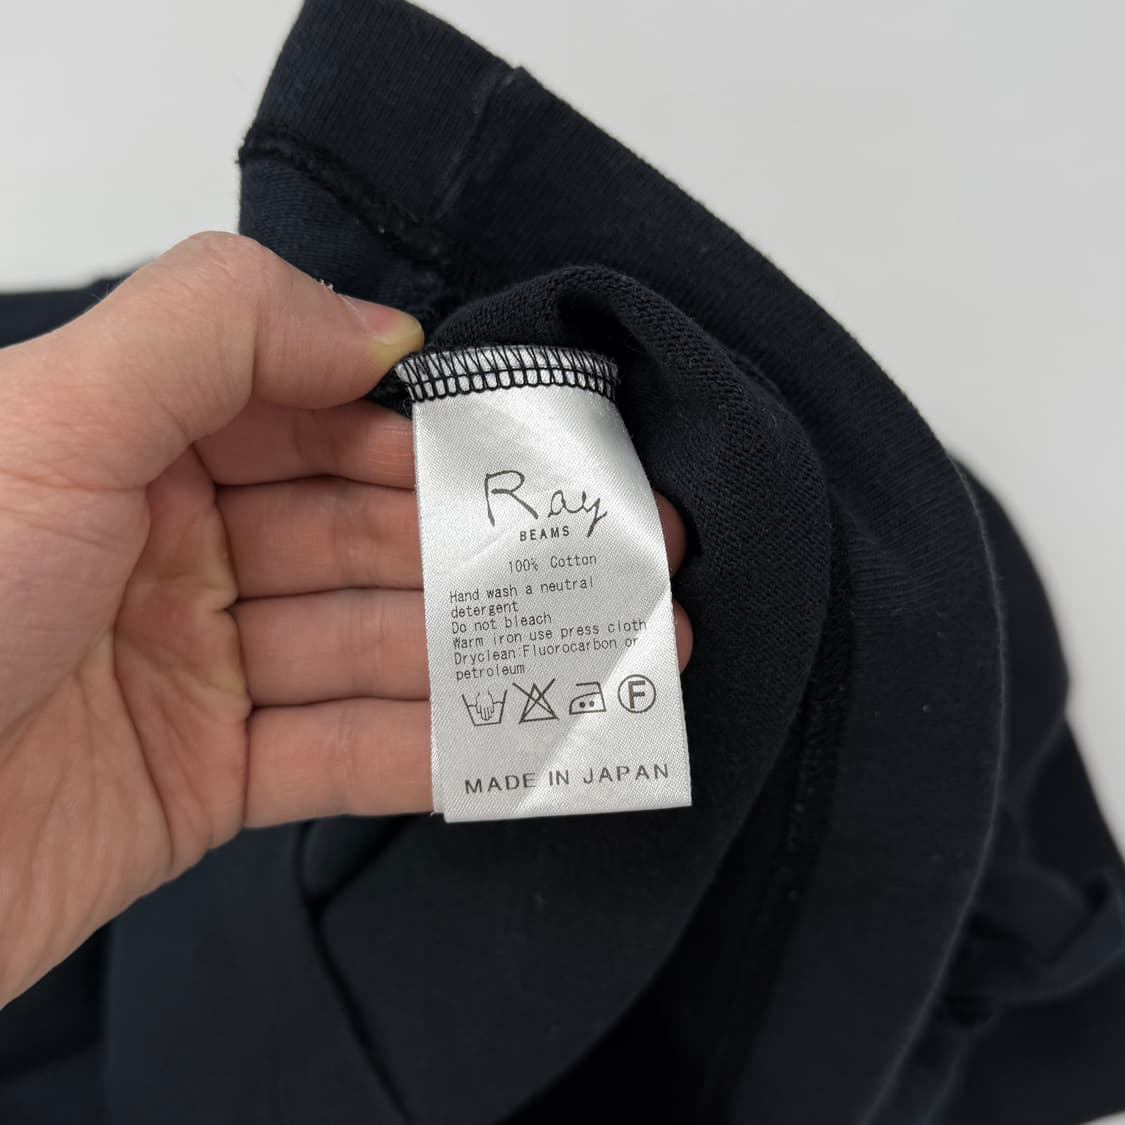 Ray
BEAMS
100% Cotton
Hand wash a neutral
detergent
Do not bleach
Warm iron use press cloth
Dryclean:Fluorocarbon or
petroleum
F
MADE IN JAPAN